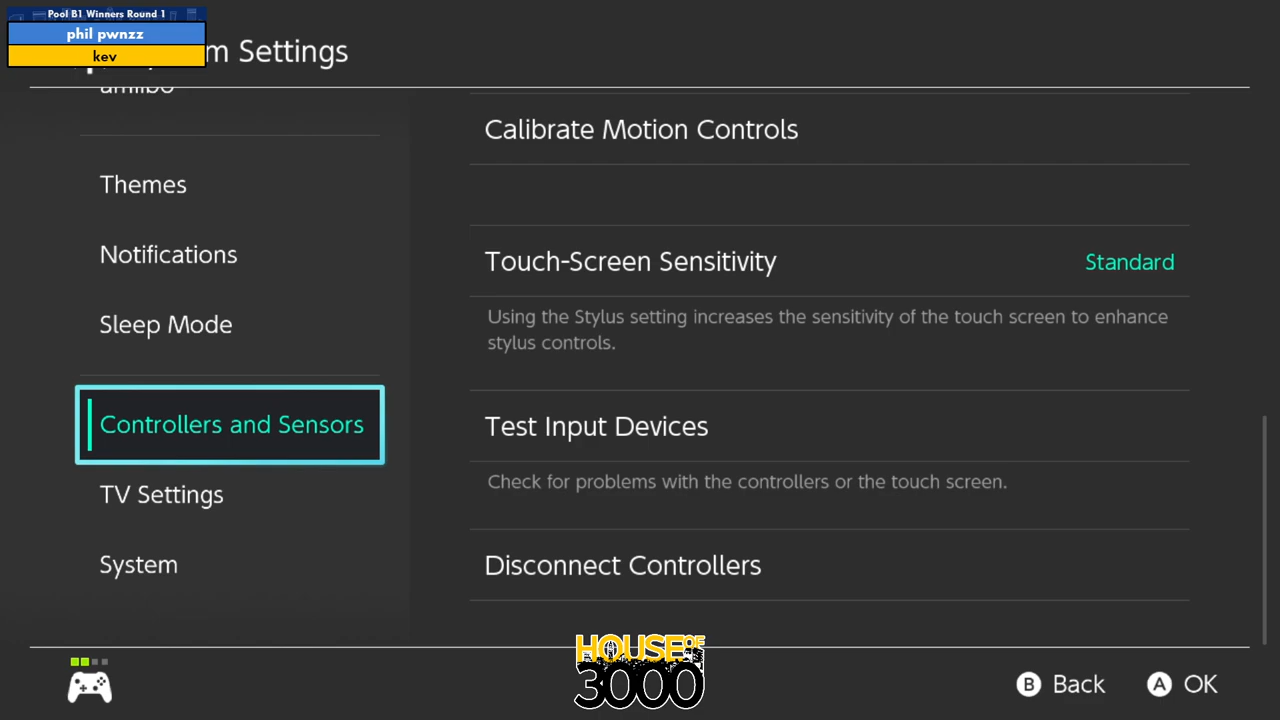 Pool B1 Winners Round 1
phil pwnzz
kev
m Settings
amiibo
Themes
Notifications
Sleep Mode
Controllers and Sensors
TV Settings
System
Calibrate Motion Controls
Touch-Screen Sensitivity Standard
Using the Stylus setting increases the sensitivity of the touch screen to enhance
stylus controls.
Test Input Devices
Check for problems with the controllers or the touch screen.
Disconnect Controllers
HOUSE OF
3000
B Back A OK